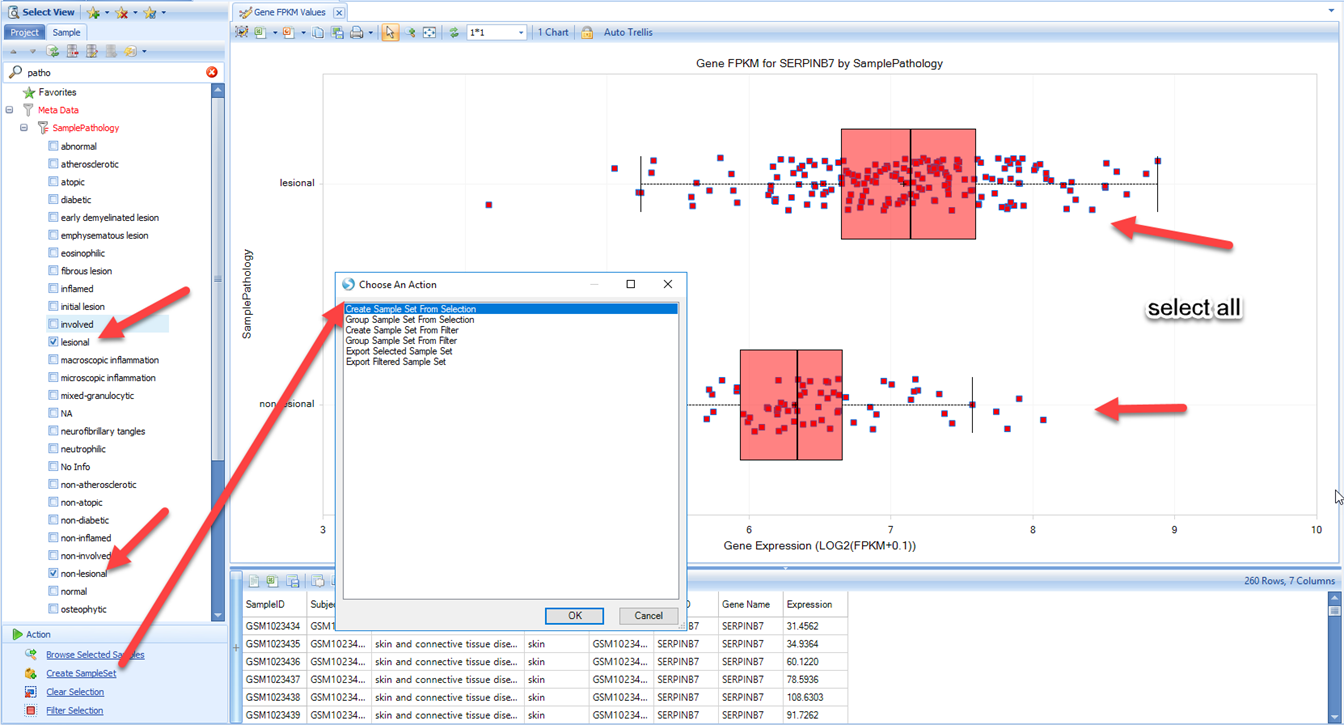 Select View
Project
Sample
patho
Favorites
Meta Data
SamplePathology
abnormal
atherosclerotic
atopic
diabetic
early demyelinated lesion
emphysematous lesion
eosinophilic
fibrous lesion
inflamed
initial lesion
involved
lesional
macroscopic inflammation
microscopic inflammation
mixed-granulocytic
NA
neurofibrillary tangles
neutrophilic
No Info
non-atherosclerotic
non-atopic
non-diabetic
non-inflamed
non-involved
non-lesional
normal
osteophytic
Action
Browse Selected Samples
Create SampleSet
Clear Selection
Filter Selection
Gene FPKM Values
1*1
1 Chart
Auto Trellis
Gene FPKM for SERPINB7 by SamplePathology
SamplePathology
lesional
select all
3 6 7 8 9 10
Gene Expression (LOG2(FPKM+0.1))
Choose An Action
Create Sample Set From Selection
Group Sample Set From Selection
Create Sample Set From Filter
Group Sample Set From Filter
Export Selected Sample Set
Export Filtered Sample Set
OK
Cancel
260 Rows, 7 Columns
SampleID Gene Name Expression
GSM1023434 SERPINB7 31.4562
GSM1023435 GSM10234... skin and connective tissue dise... skin GSM10234... SERPINB7 SERPINB7 34.9364
GSM1023436 GSM10234... skin and connective tissue dise... skin GSM10234... SERPINB7 SERPINB7 60.1220
GSM1023437 GSM10234... skin and connective tissue dise... skin GSM10234... SERPINB7 SERPINB7 78.5936
GSM1023438 GSM10234... skin and connective tissue dise... skin GSM10234... SERPINB7 SERPINB7 108.6303
GSM1023439 GSM10234... skin and connective tissue dise... skin GSM10234... SERPINB7 SERPINB7 91.7262